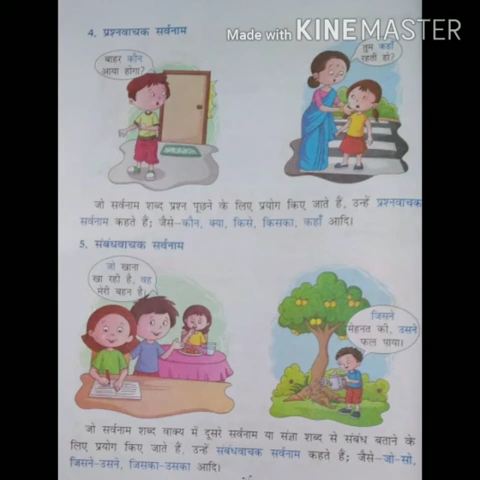 Made with KINEMASTER
4. प्रश्नवाचक सर्वनाम
बाहर कौन
आया होगा?
तुम कहाँ
रहती हो?
जो सर्वनाम शब्द प्रश्न पूछने के लिए प्रयोग किए जाते हैं, उन्हें प्रश्नवाचक
सर्वनाम कहते हैं; जैसे–कौन, क्या, किसे, किसका, कहाँ आदि।
5. संबंधवाचक सर्वनाम
जो खाना
खा रही है, वह
मेरी बहन है।
जिसने
मेहनत की, उसने
फल पाया।
जो सर्वनाम शब्द वाक्य में दूसरे सर्वनाम या संज्ञा शब्द से संबंध बताने के
लिए प्रयोग किए जाते हैं, उन्हें संबंधवाचक सर्वनाम कहते हैं; जैसे–जो-सो,
जिसने-उसने, जिसका-उसका आदि।